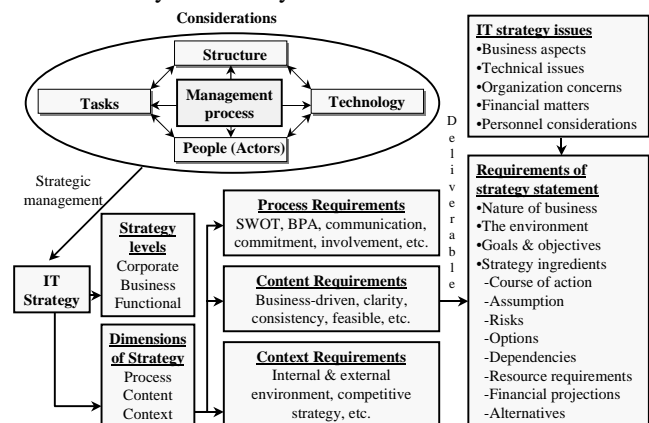 Considerations
Structure
Tasks
Management
process
Technology
People (Actors)
Strategic
management
IT
Strategy
Strategy
levels
Corporate
Business
Functional
Dimensions
of Strategy
Process
Content
Context
Process Requirements
SWOT, BPA, communication,
commitment, involvement, etc.
Content Requirements
Business-driven, clarity,
consistency, feasible, etc.
Context Requirements
Internal & external
environment, competitive
strategy, etc.
Deliverable
IT strategy issues
•Business aspects
•Technical issues
•Organization concerns
•Financial matters
•Personnel considerations
Requirements of
strategy statement
•Nature of business
•The environment
•Goals & objectives
•Strategy ingredients
-Course of action
-Assumption
-Risks
-Options
-Dependencies
-Resource requirements
-Financial projections
-Alternatives